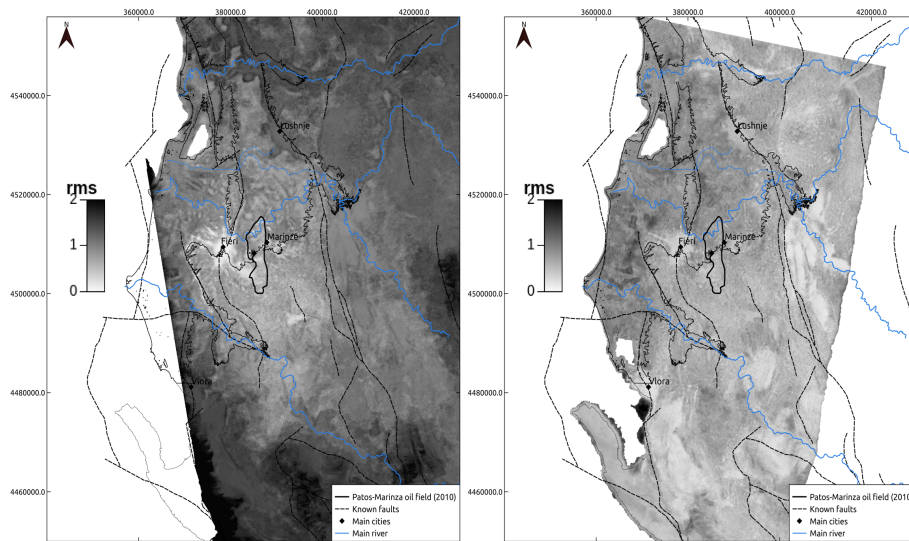 360000.0 380000.0 400000.0 420000.0
N
4540000.0
4520000.0
4500000.0
4480000.0
4460000.0
rms
2
1
0
Lushnje
Fieri
Marinze
Vlora
Patos-Marinza oil field (2010)
Known faults
Main cities
Main river
360000.0 380000.0 400000.0 420000.0
N
4540000.0
4520000.0
4500000.0
4480000.0
4460000.0
rms
2
1
0
Lushnje
Fieri
Marinze
Vlora
Patos-Marinza oil field (2010
Known faults
Main cities
Main river